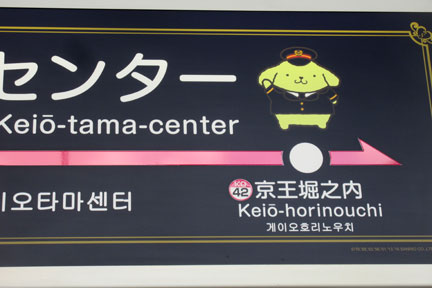 センター
Keiō-tama-center
이오타마센터
KO
42
京王堀之内
Keiō-horinouchi
게이오호리노우치